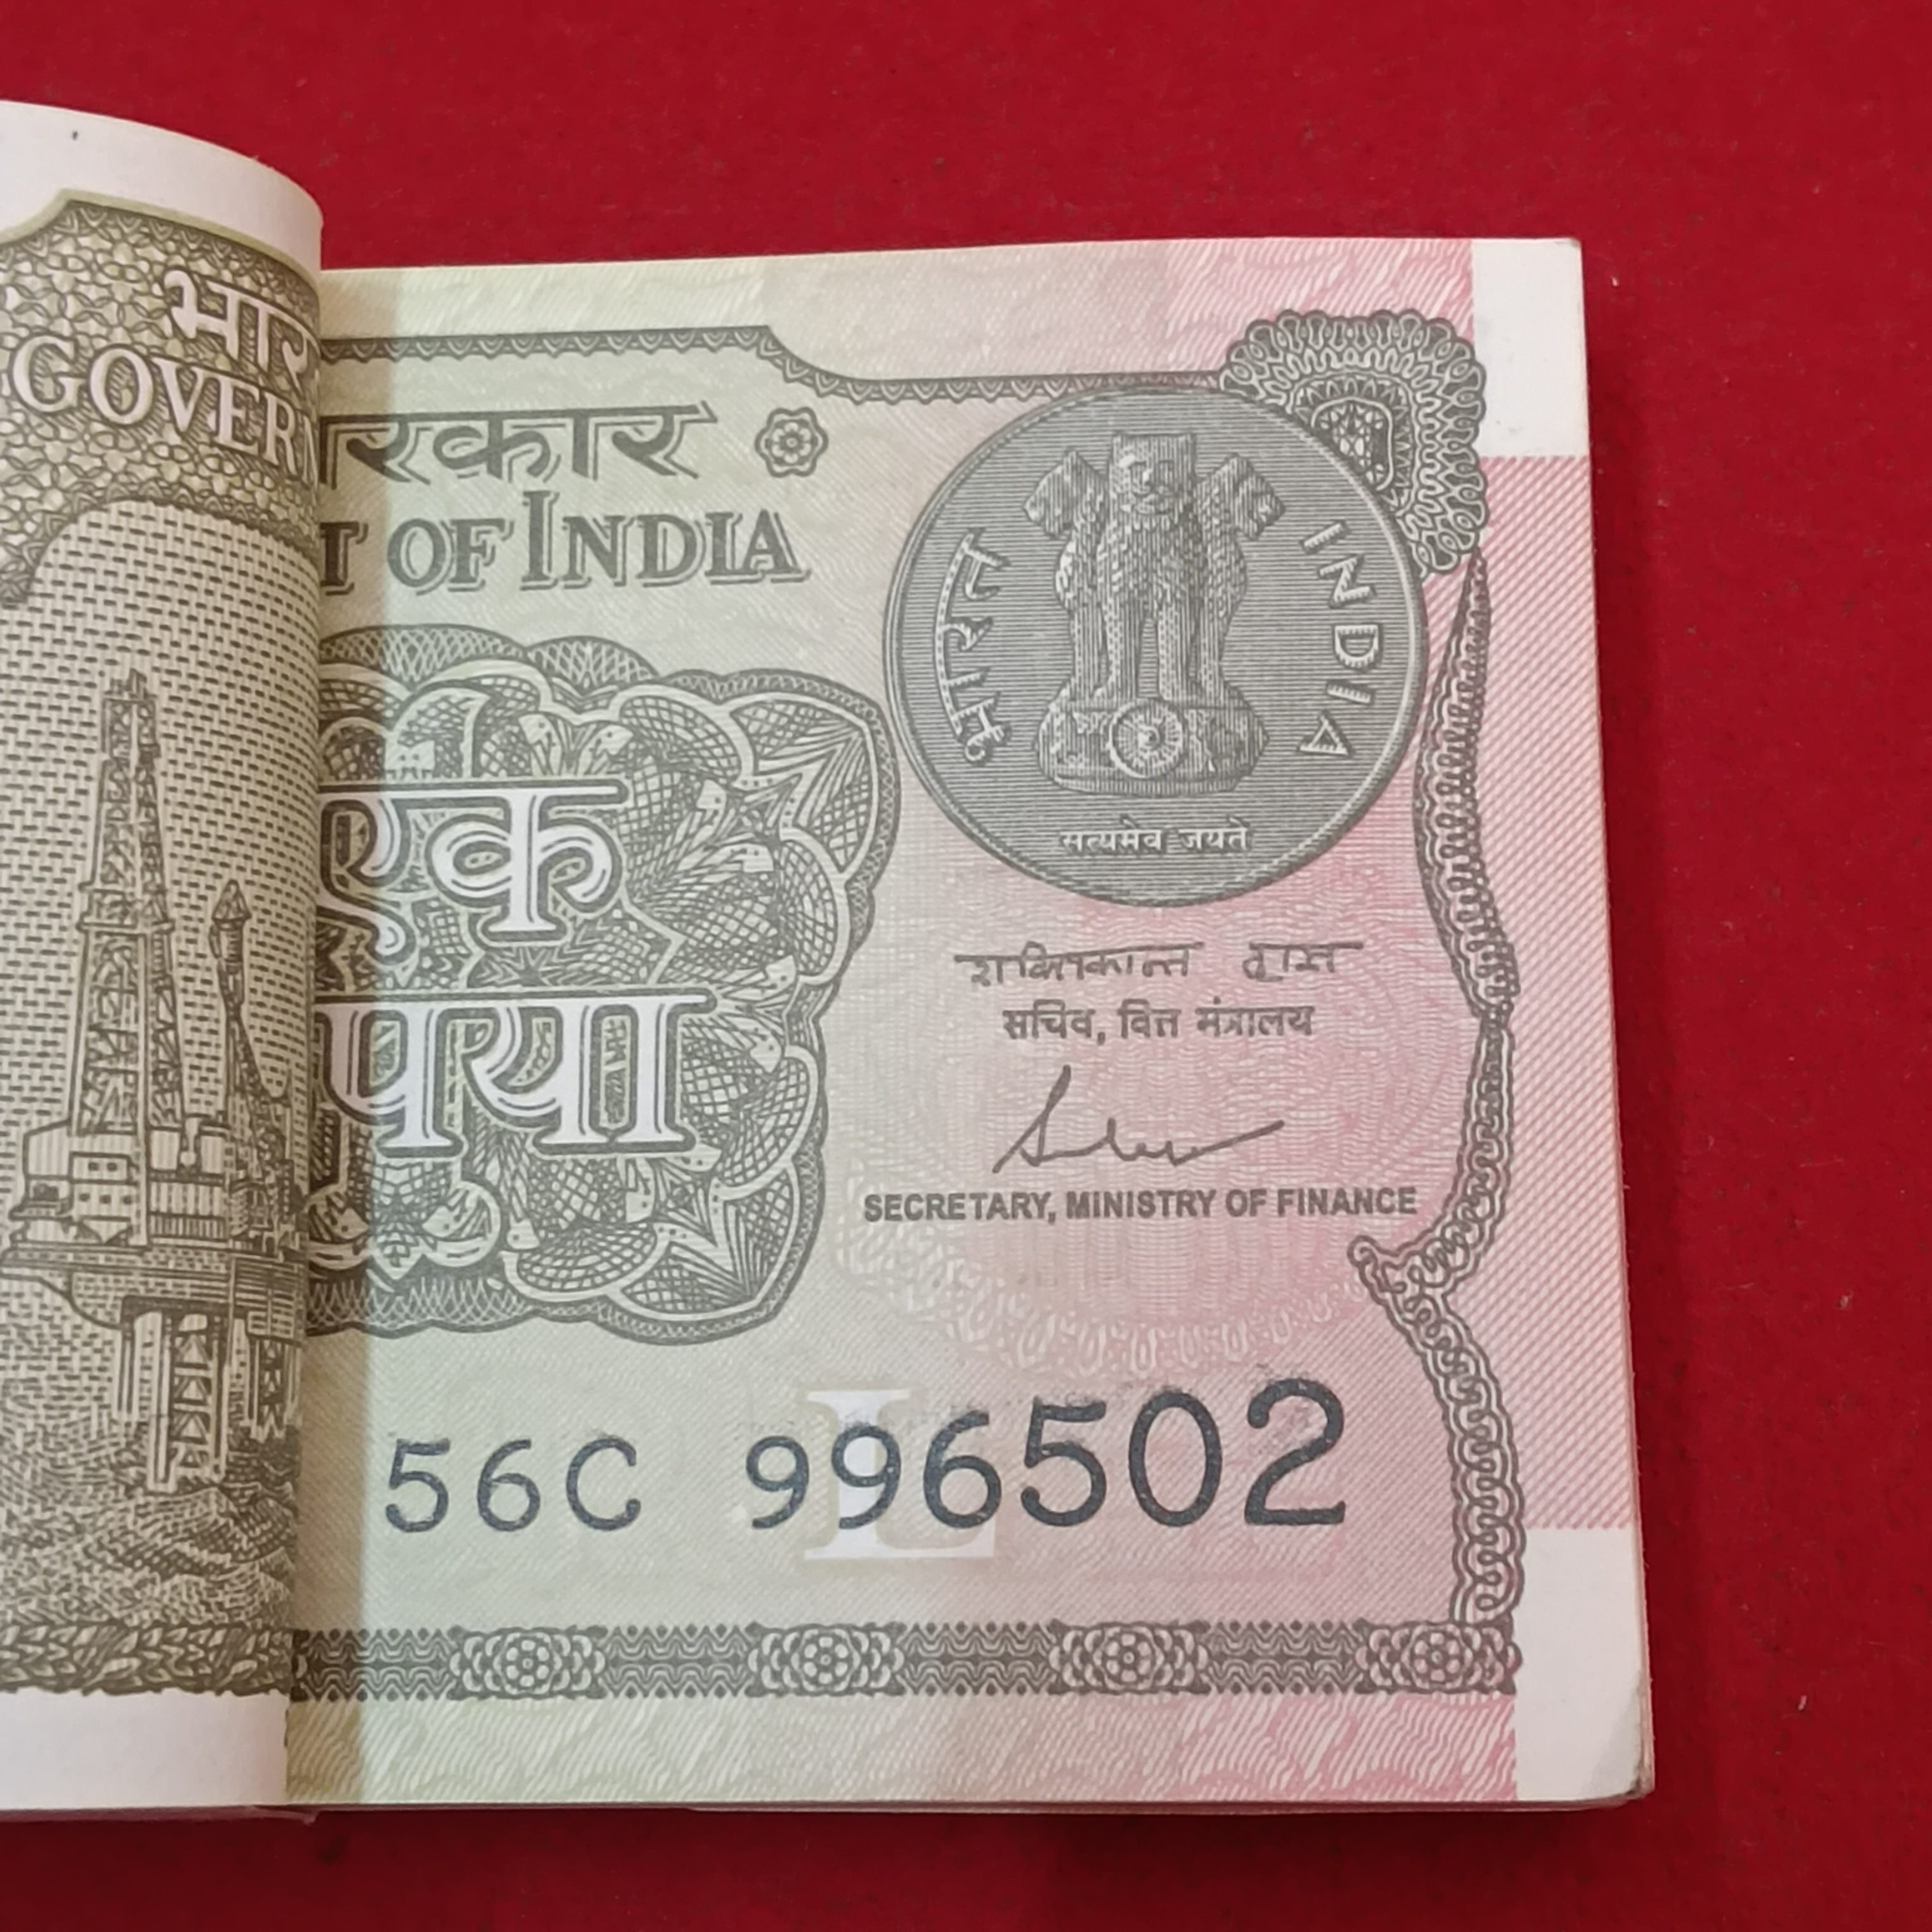 भार
GOVERN
रकार
T OF INDIA
भारत
INDIA
सत्यमेव जयते
एक
पया
शक्तिकान्त दास
सचिव, वित्त मंत्रालय
SECRETARY, MINISTRY OF FINANCE
L
56C 996502